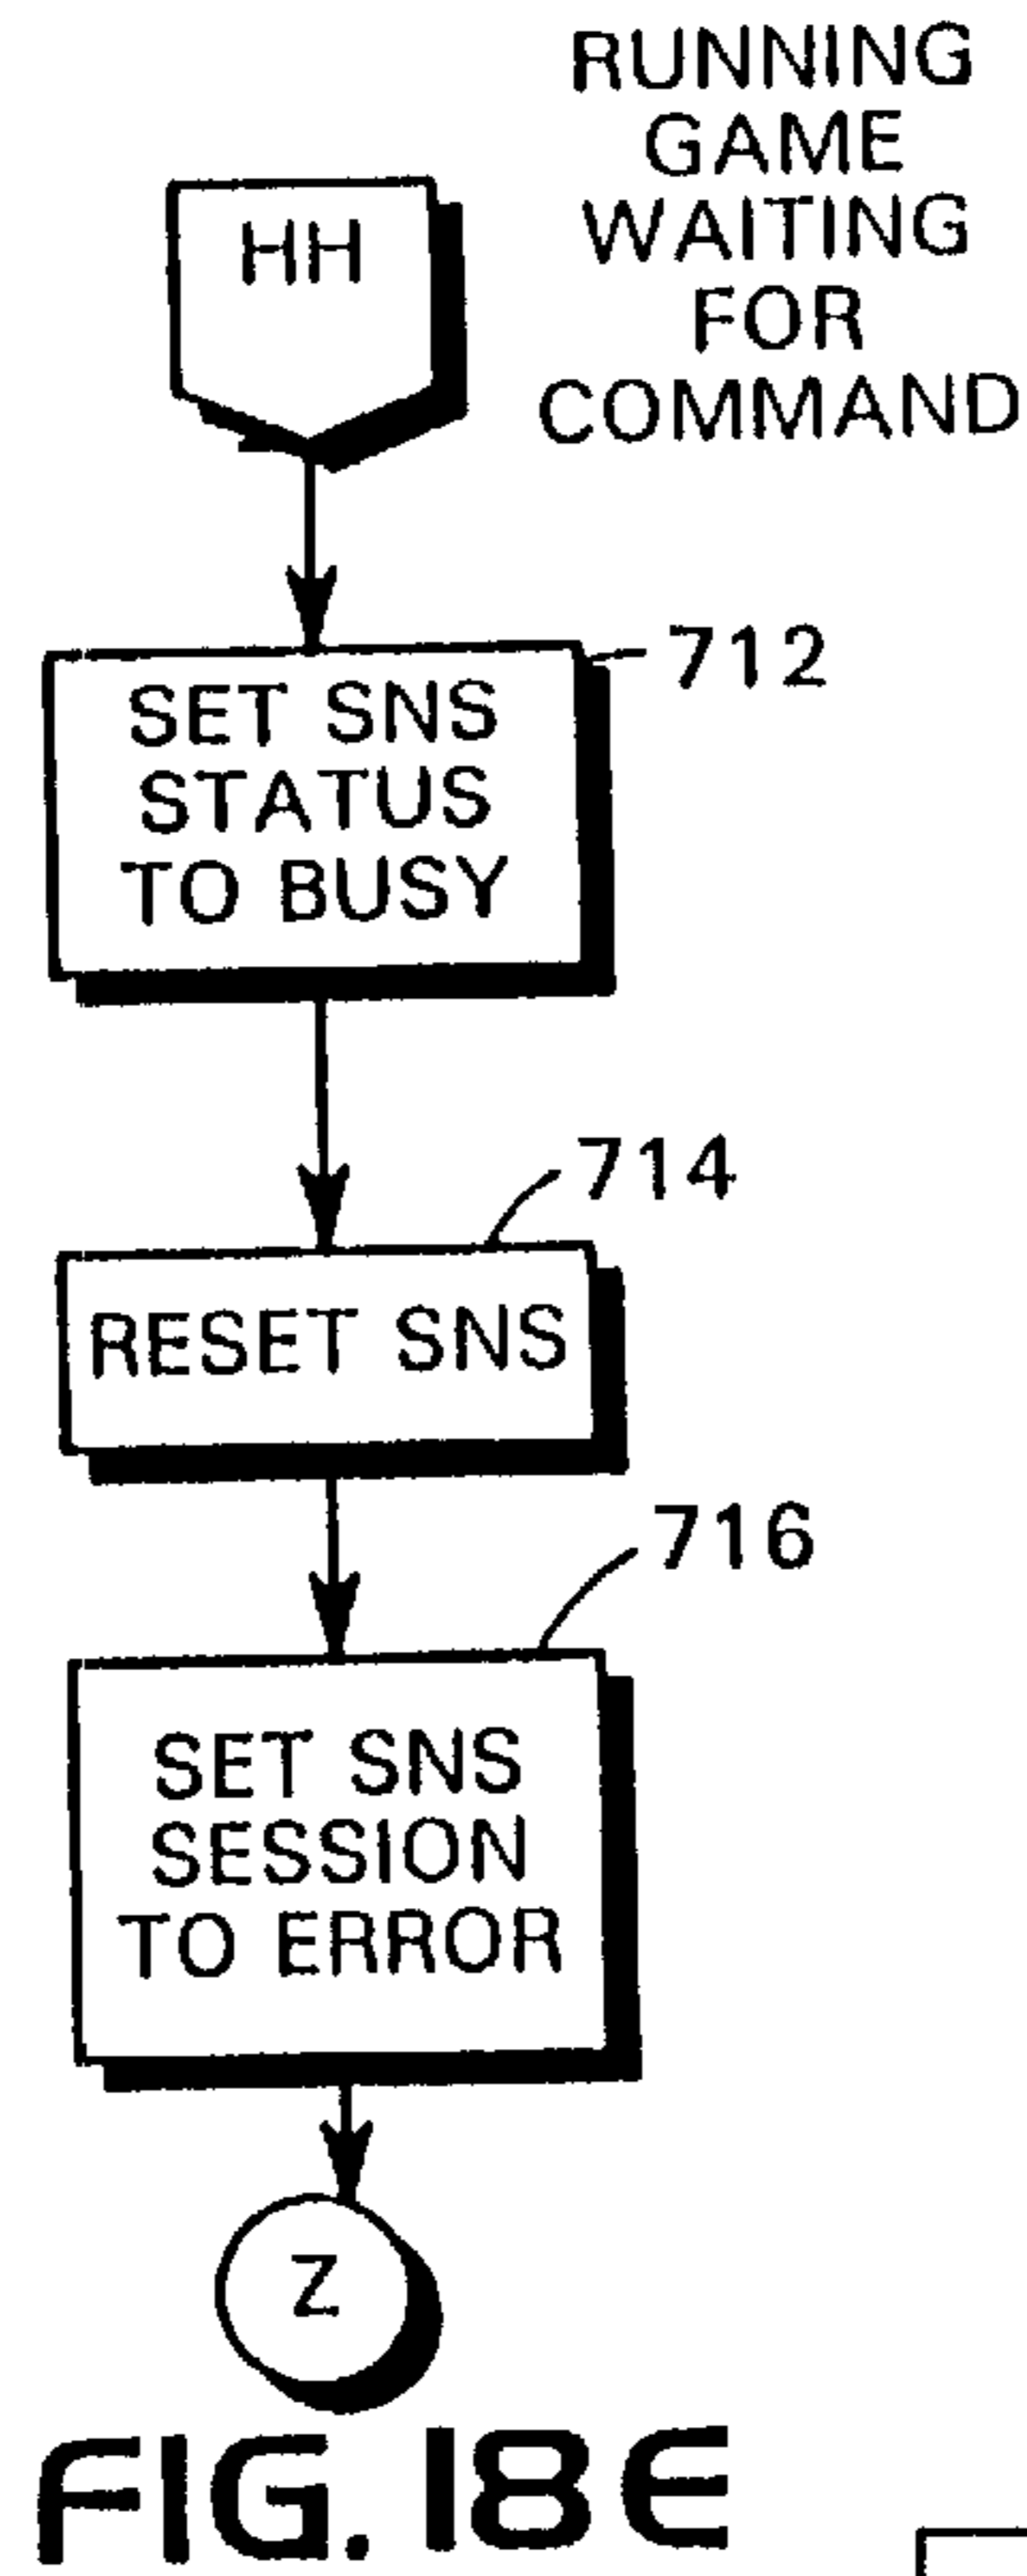 RUNNING
GAME
WAITING
FOR
COMMAND
HH
712
SET SNS
STATUS
TO BUSY
714
RESET SNS
716
SET SNS
SESSION
TO ERROR
Z
FIG. 18E